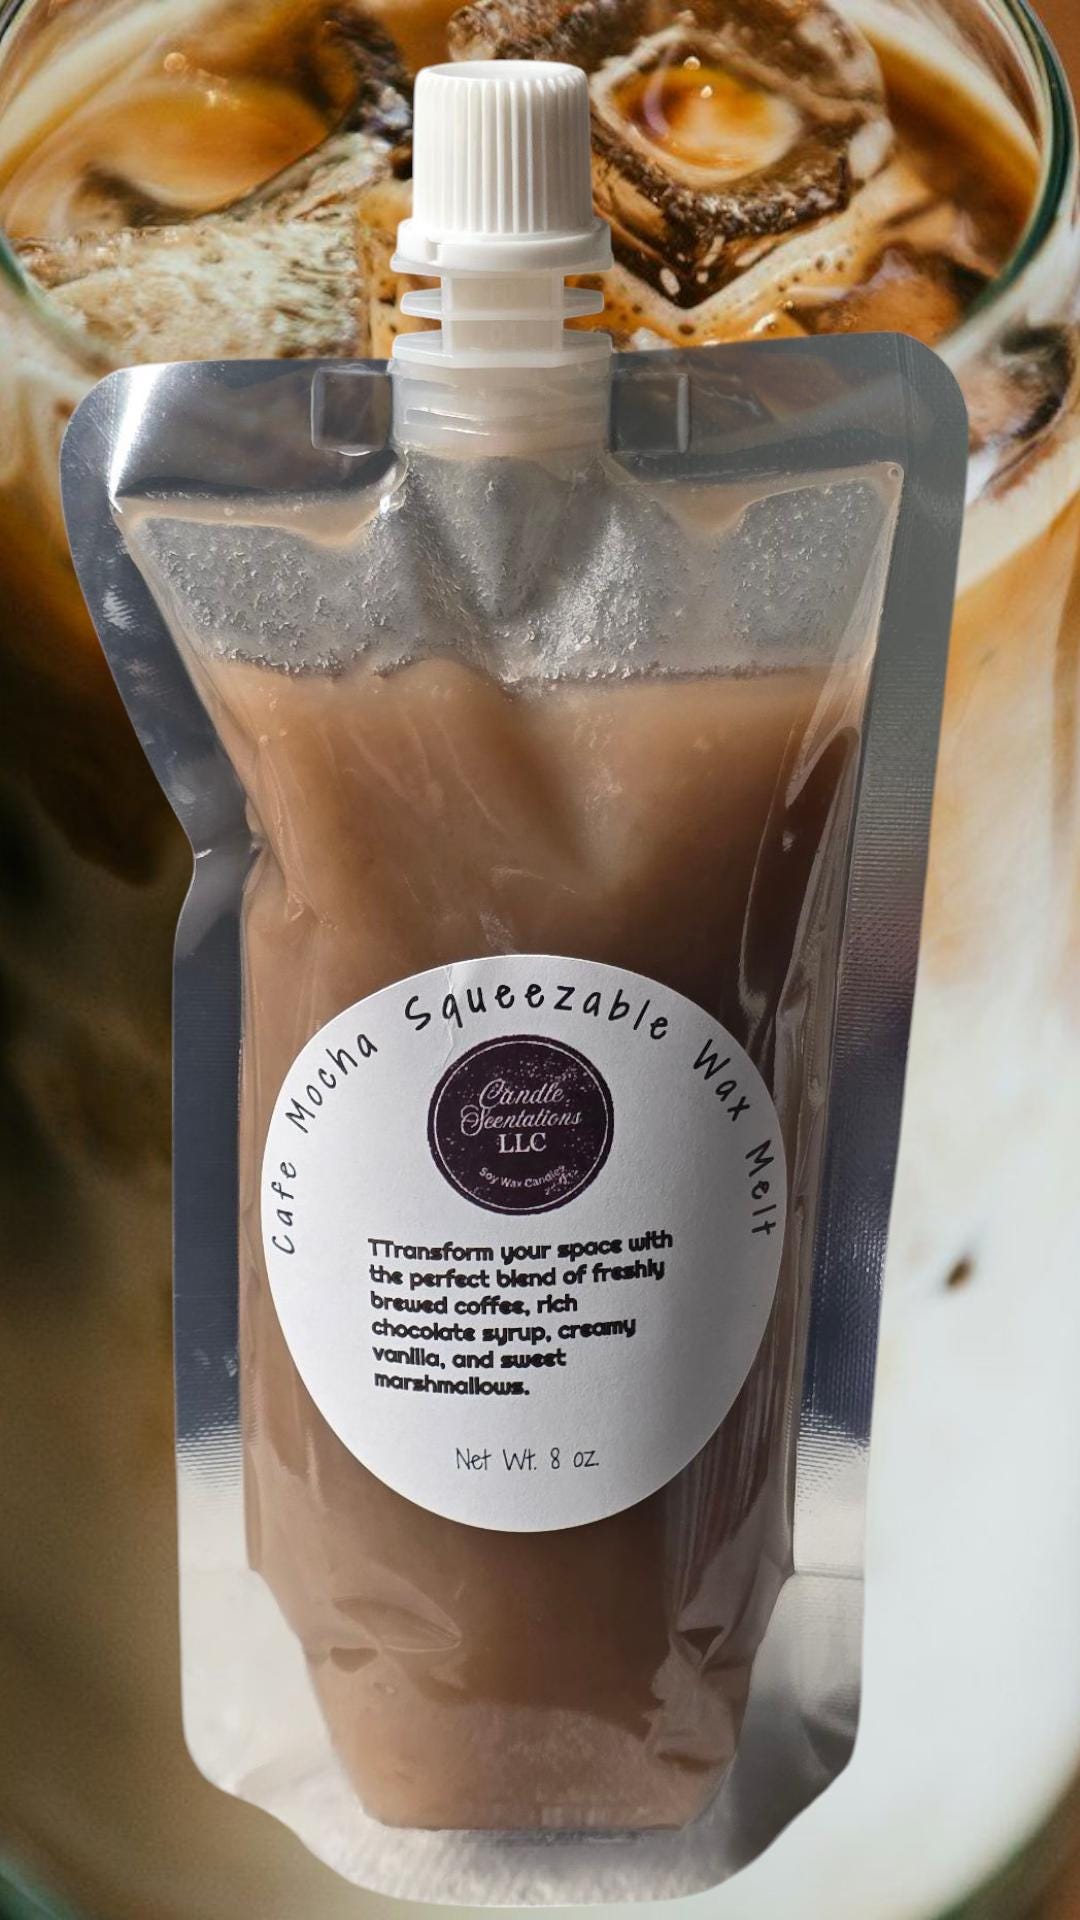 Cafe Mocha Squeezable Wax Melt
Candle
Scentations
LLC
Soy Wax Candles
TTransform your space with
the perfect blend of freshly
brewed coffee, rich
chocolate syrup, creamy
vanilla, and sweet
marshmallows.
Net Wt. 8 oz.